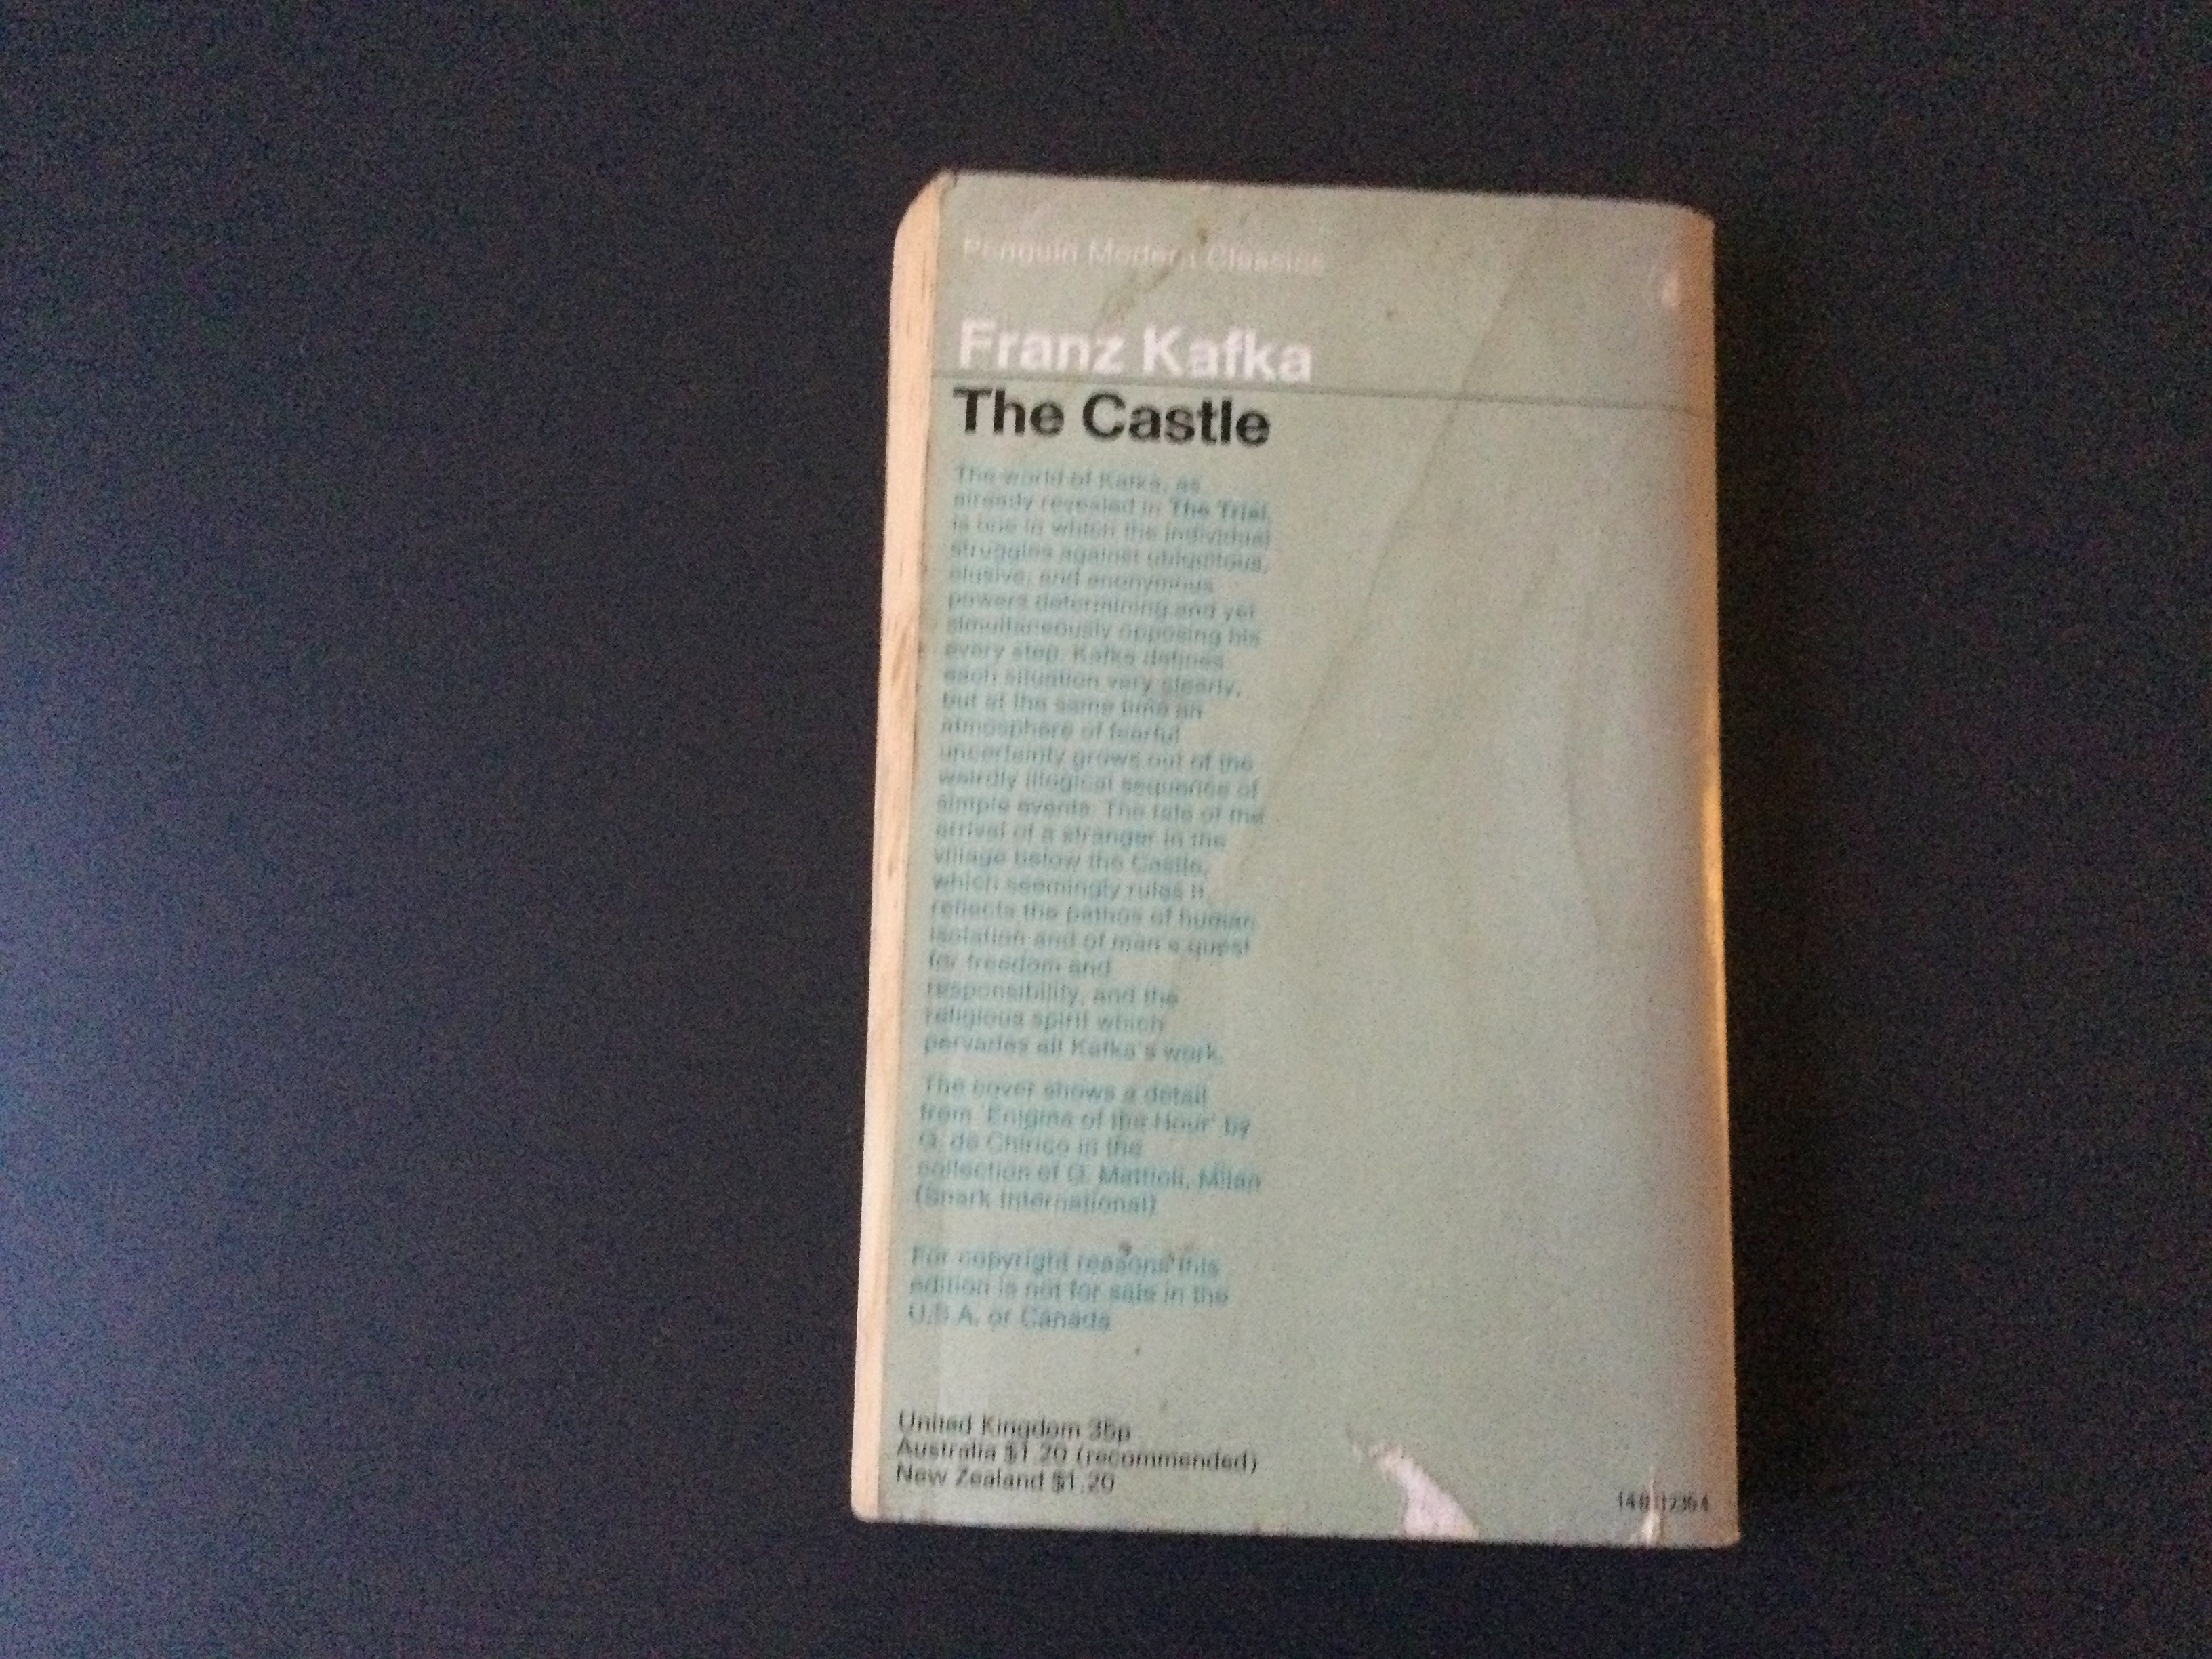 Penguin Modern Classics
Franz Kafka
The Castle
The world of Kafka, as
already revealed in The Trial,
is one in which the individual
struggles against ubiquitous,
elusive, and anonymous
powers determining and yet
simultaneously opposing his
every step. Kafka defines
each situation very clearly,
but at the same time an
atmosphere of fearful
uncertainty grows out of the
weirdly illogical sequence of
simple events. The tale of the
arrival of a stranger in the
village below the Castle,
which seemingly rules it,
reflects the pathos of human
isolation and of man's quest
for freedom and
responsibility, and the
religious spirit which
pervades all Kafka's work.
The cover shows a detail
from 'Enigma of the Hour' by
G. de Chirico in the
collection of G. Mattioli, Milan
(Snark International)
For copyright reasons this
edition is not for sale in the
U.S.A. or Canada
United Kingdom 35p
Australia $1.20 (recommended)
New Zealand $1.20